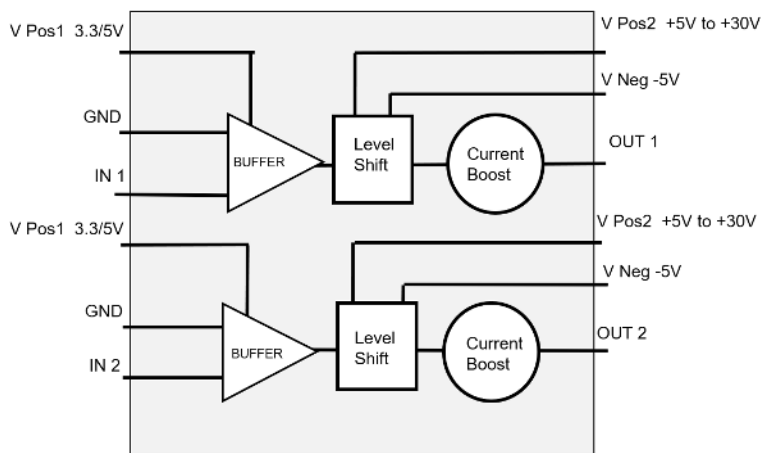 V Pos1 3.3/5V
V Pos2 +5V to +30V
V Neg -5V
GND
BUFFER
Level
Shift
Current
Boost
OUT 1
IN 1
V Pos1 3.3/5V
V Pos2 +5V to +30V
V Neg -5V
GND
BUFFER
Level
Shift
Current
Boost
OUT 2
IN 2